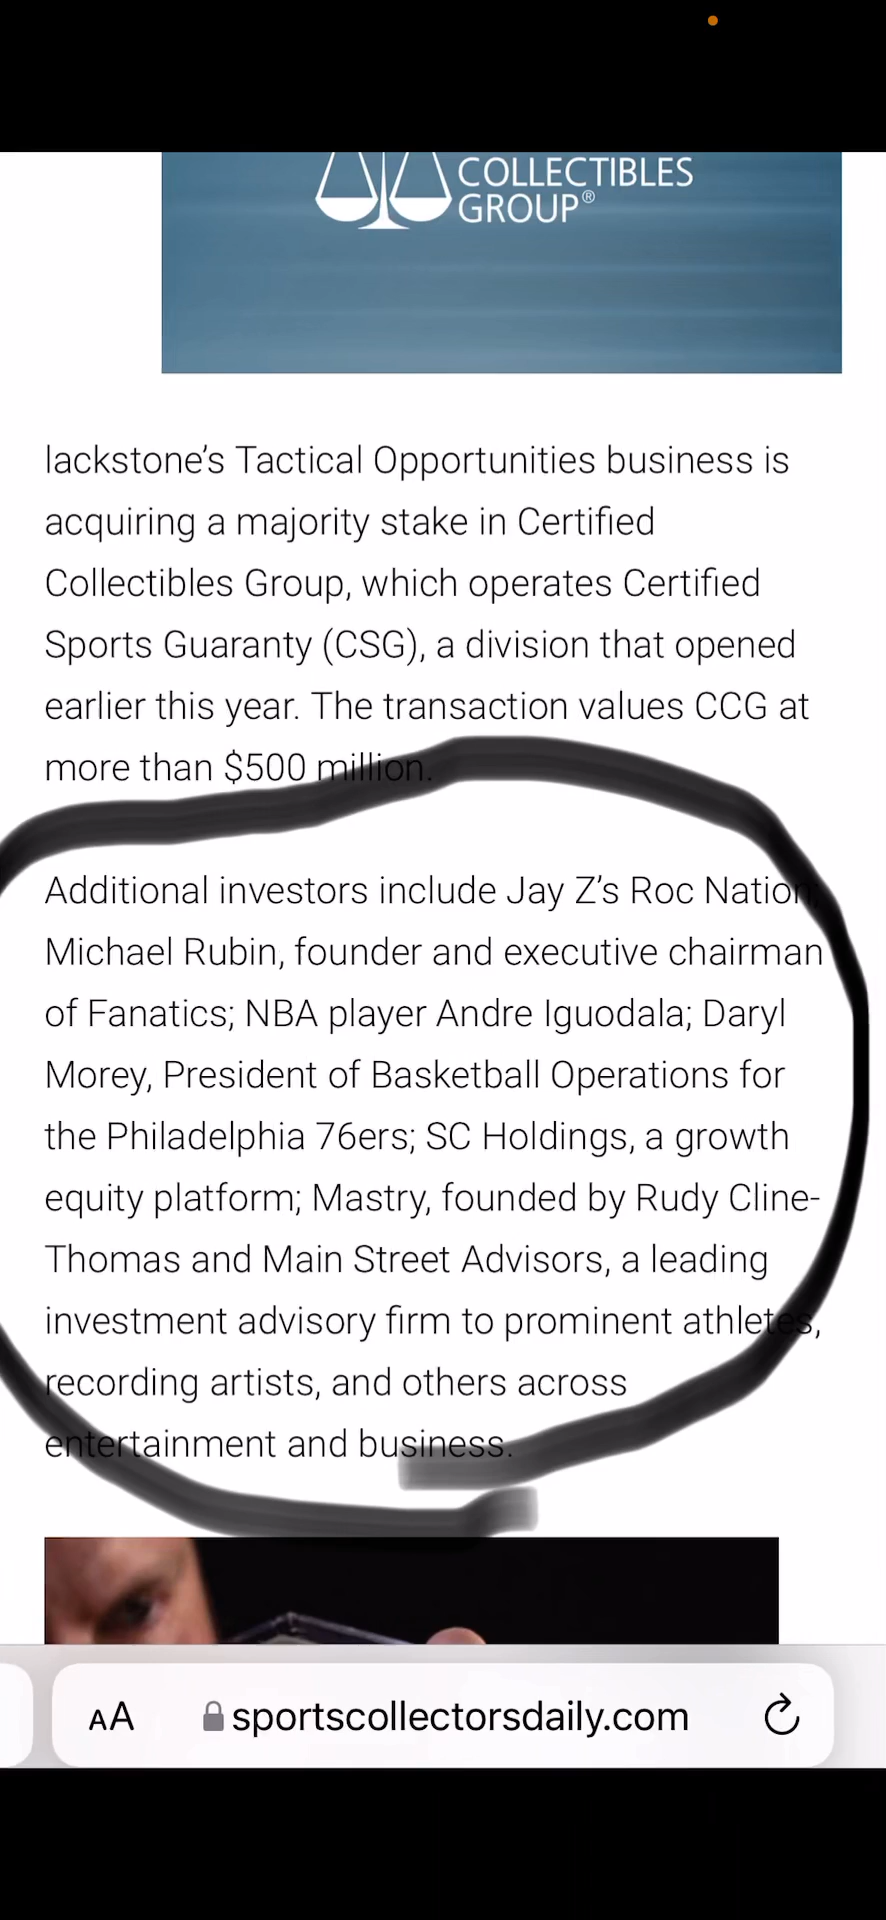 COLLECTIBLES
GROUP®
lackstone’s Tactical Opportunities business is
acquiring a majority stake in Certified
Collectibles Group, which operates Certified
Sports Guaranty (CSG), a division that opened
earlier this year. The transaction values CCG at
more than $500 million.
Additional investors include Jay Z’s Roc Nation,
Michael Rubin, founder and executive chairman
of Fanatics; NBA player Andre Iguodala; Daryl
Morey, President of Basketball Operations for
the Philadelphia 76ers; SC Holdings, a growth
equity platform; Mastry, founded by Rudy Cline-
Thomas and Main Street Advisors, a leading
investment advisory firm to prominent athletes,
recording artists, and others across
entertainment and business.
AA sportscollectorsdaily.com